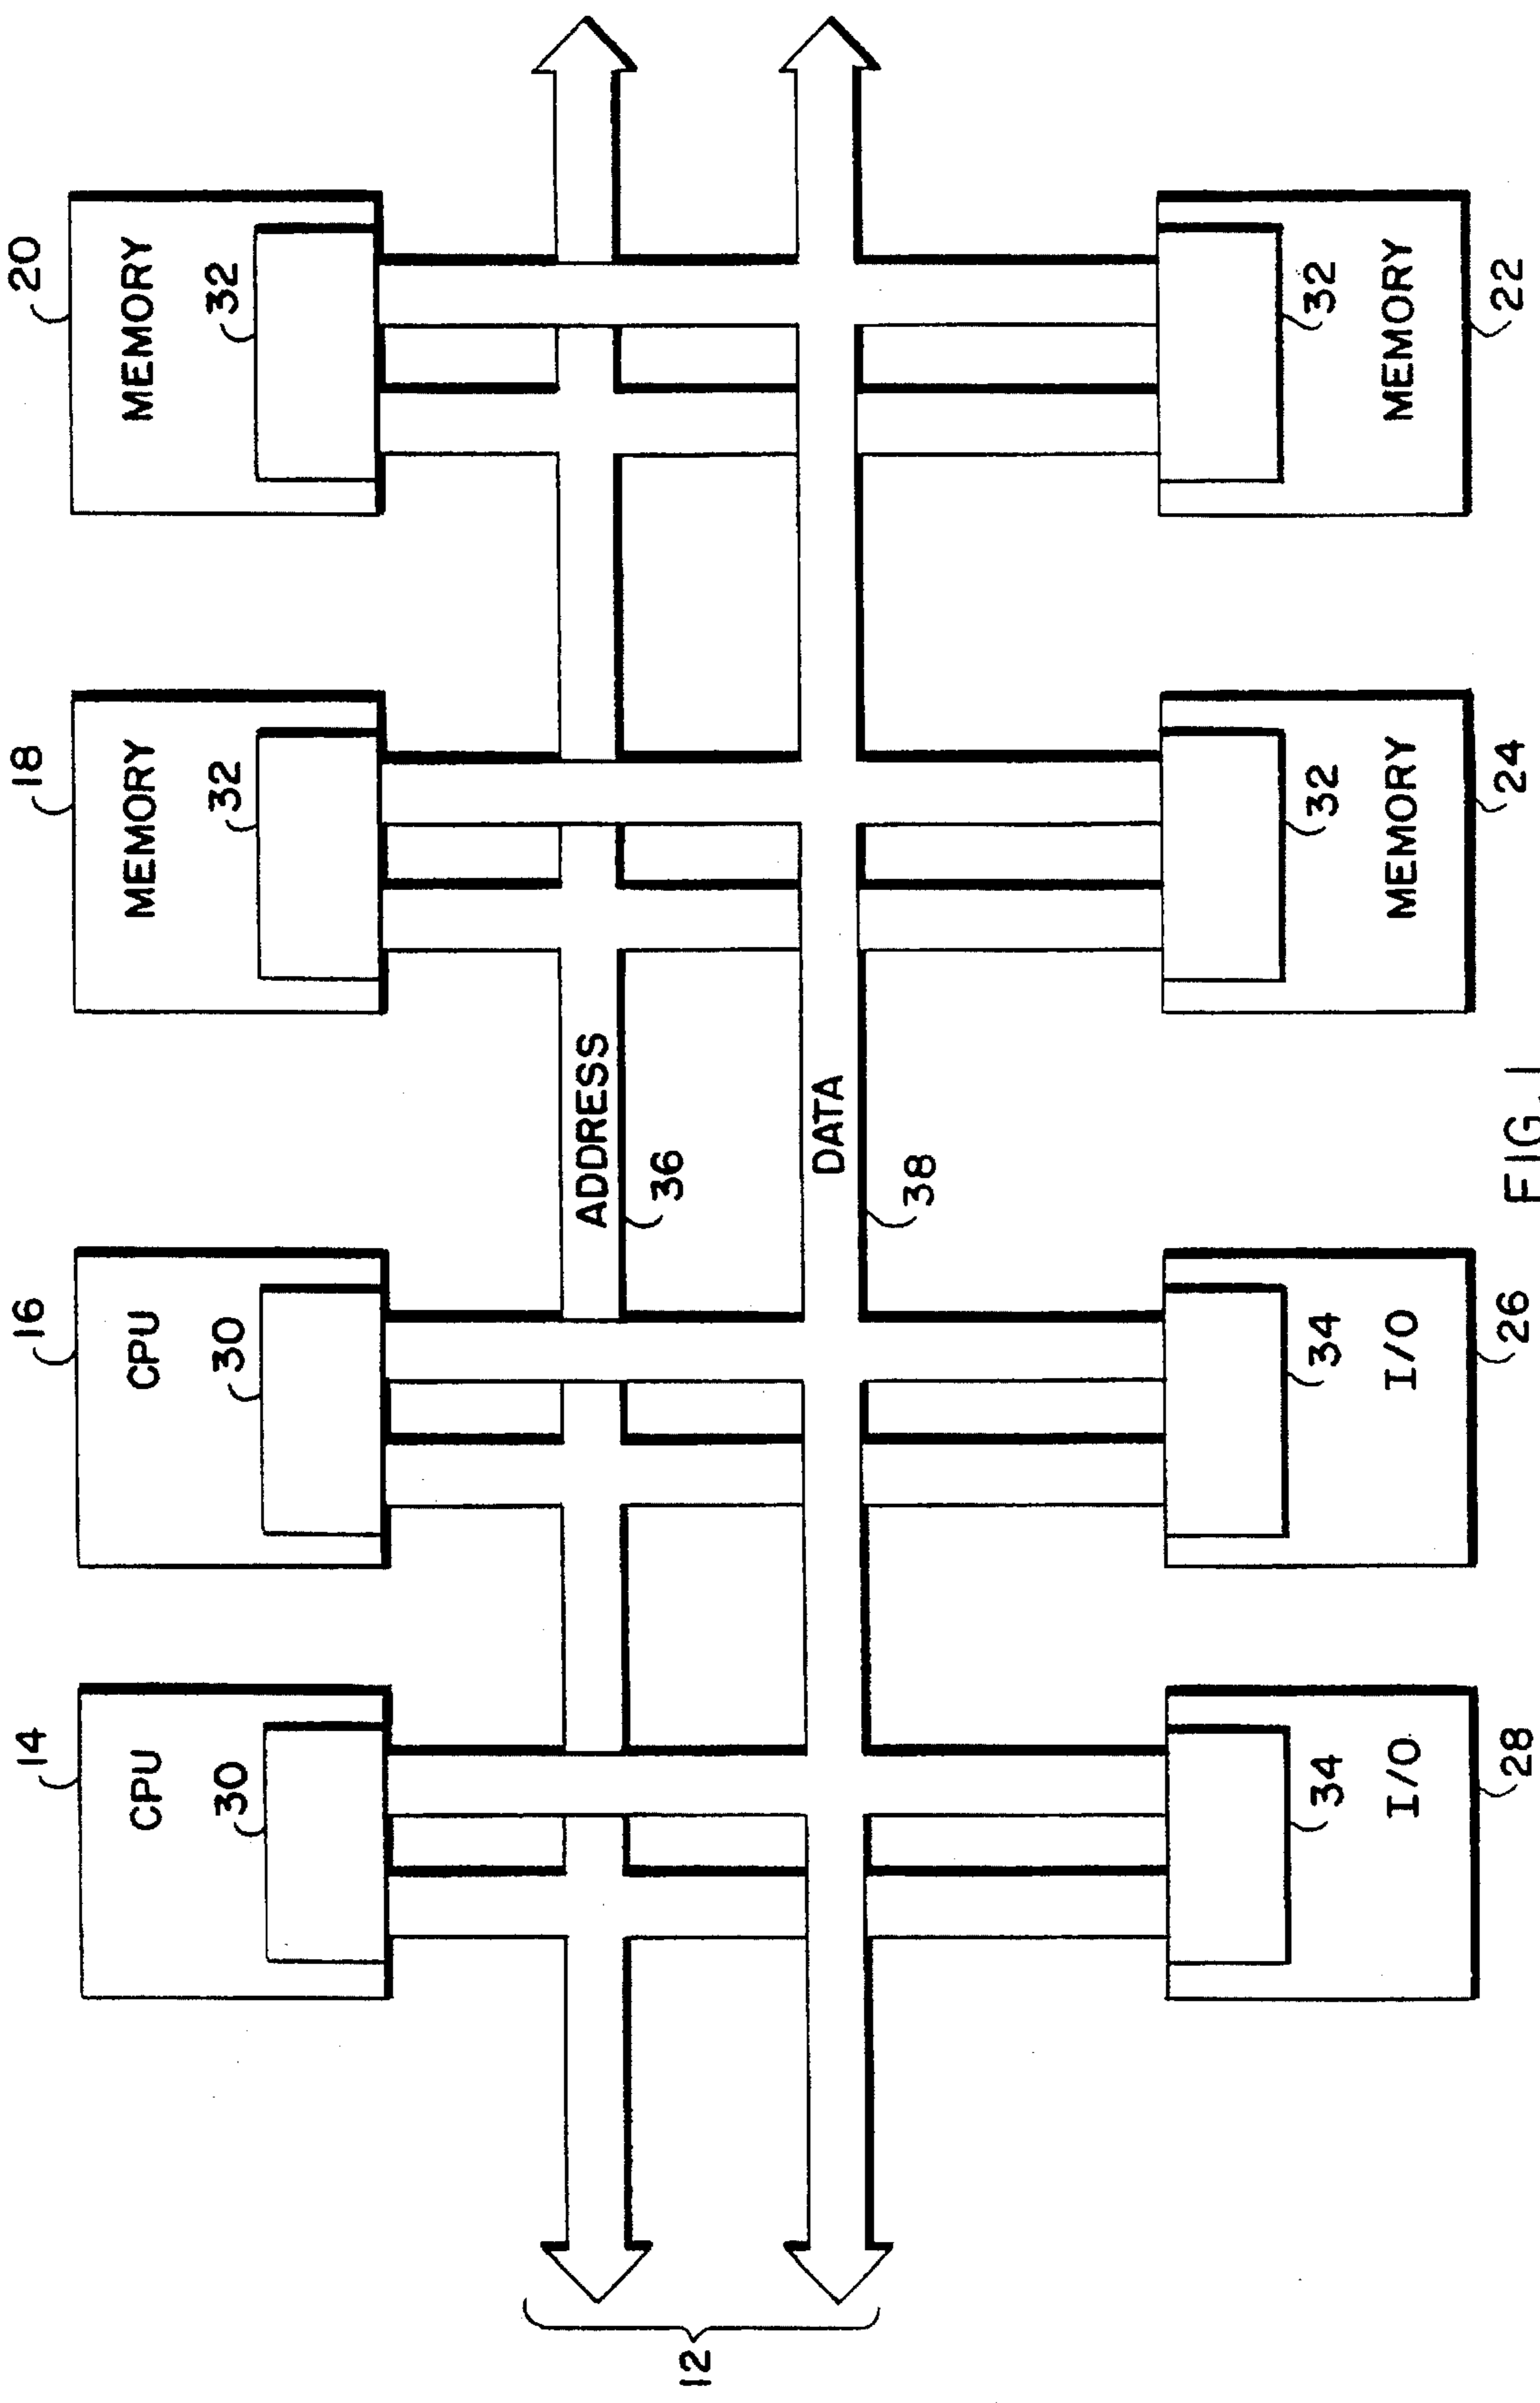 14
16
18
20
CPU
CPU
MEMORY
MEMORY
30
30
32
32
ADDRESS
36
12
DATA
38
34
34
32
32
I/O
I/O
MEMORY
MEMORY
28
26
24
22
FIG. 1